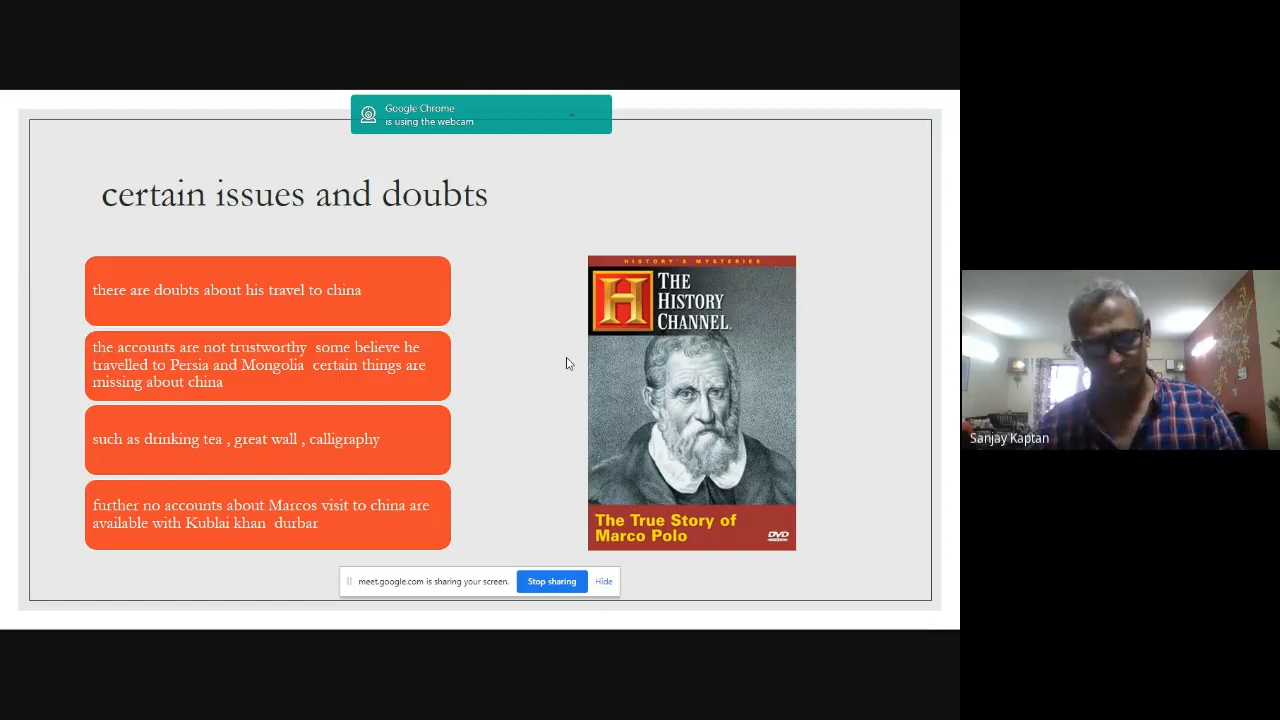 Google Chrome
is using the webcam
certain issues and doubts
there are doubts about his travel to china
the accounts are not trustworthy some believe he
travelled to Persia and Mongolia certain things are
missing about china
such as drinking tea , great wall , calligraphy
further no accounts about Marcos visit to china are
available with Kublai khan durbar
HISTORY'S MYSTERIES
H
THE
HISTORY
CHANNEL.
The True Story of
Marco Polo
DVD
meet.google.com is sharing your screen.
Stop sharing
Hide
Sanjay Kaptan